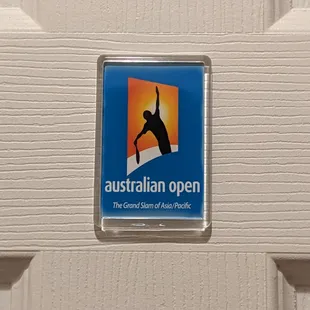 australian open
The Grand Slam of Asia/Pacific